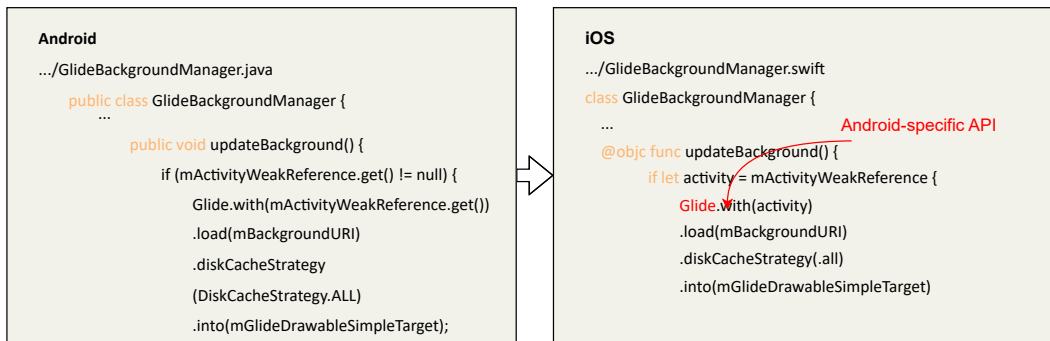 Android
.../GlideBackgroundManager.java
public class GlideBackgroundManager {
...
public void updateBackground() {
if (mActivityWeakReference.get() != null) {
Glide.with(mActivityWeakReference.get())
.load(mBackgroundURI)
.diskCacheStrategy
(DiskCacheStrategy.ALL)
.into(mGlideDrawableSimpleTarget);
iOS
.../GlideBackgroundManager.swift
class GlideBackgroundManager {
...
Android-specific API
@objc func updateBackground() {
if let activity = mActivityWeakReference {
Glide.with(activity)
.load(mBackgroundURI)
.diskCacheStrategy(.all)
.into(mGlideDrawableSimpleTarget)